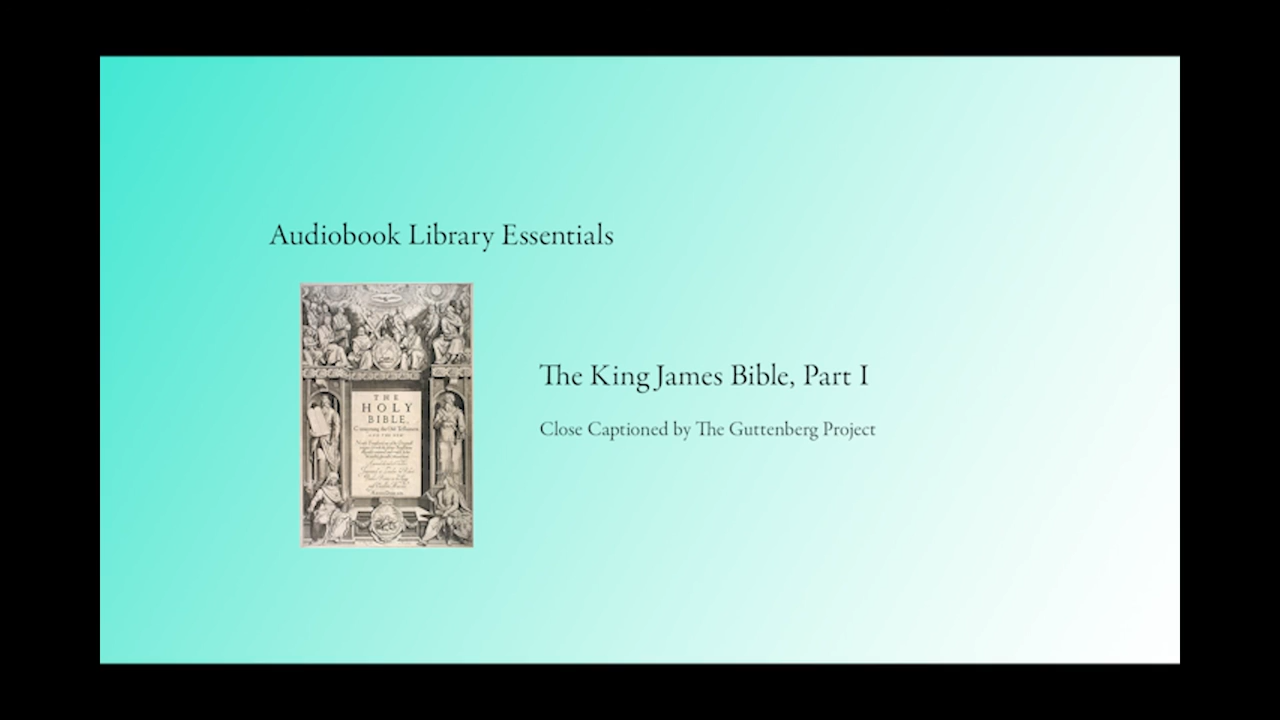 Audiobook Library Essentials
THE
HOLY
BIBLE,
The King James Bible, Part I
Close Captioned by The Guttenberg Project